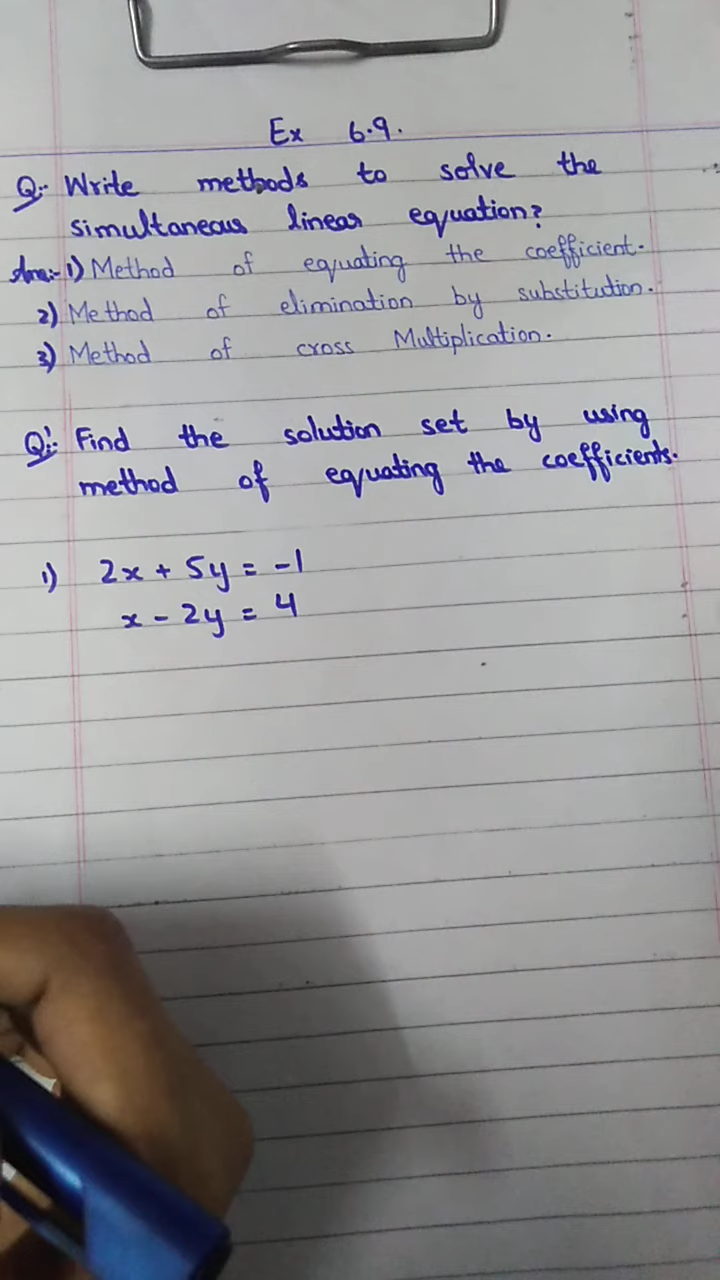 Ex 6.9.
Q:- Write methods to solve the
simultaneous linear equation?
Ans:- 1) Method of equating the coefficient.
2) Method of elimination by substitution.
3) Method of cross Multiplication.
Q1: Find the solution set by using
method of equating the coefficients.
1) 2x + 5y = -1
x - 2y = 4